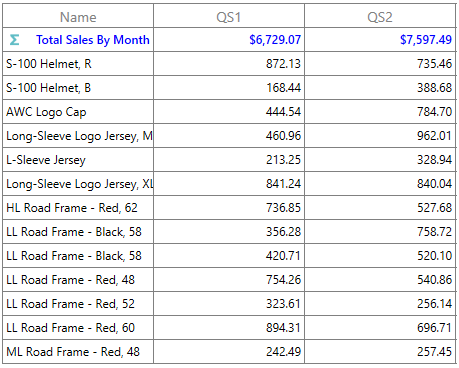 Name QS1 QS2
Σ Total Sales By Month $6,729.07 $7,597.49
S-100 Helmet, R 872.13 735.46
S-100 Helmet, B 168.44 388.68
AWC Logo Cap 444.54 784.70
Long-Sleeve Logo Jersey, M 460.96 962.01
L-Sleeve Jersey 213.25 328.94
Long-Sleeve Logo Jersey, XL 841.24 840.04
HL Road Frame - Red, 62 736.85 527.68
LL Road Frame - Black, 58 356.28 758.72
LL Road Frame - Black, 58 420.71 520.10
LL Road Frame - Red, 48 754.26 540.86
LL Road Frame - Red, 52 323.61 256.14
LL Road Frame - Red, 60 894.31 696.71
ML Road Frame - Red, 48 242.49 257.45